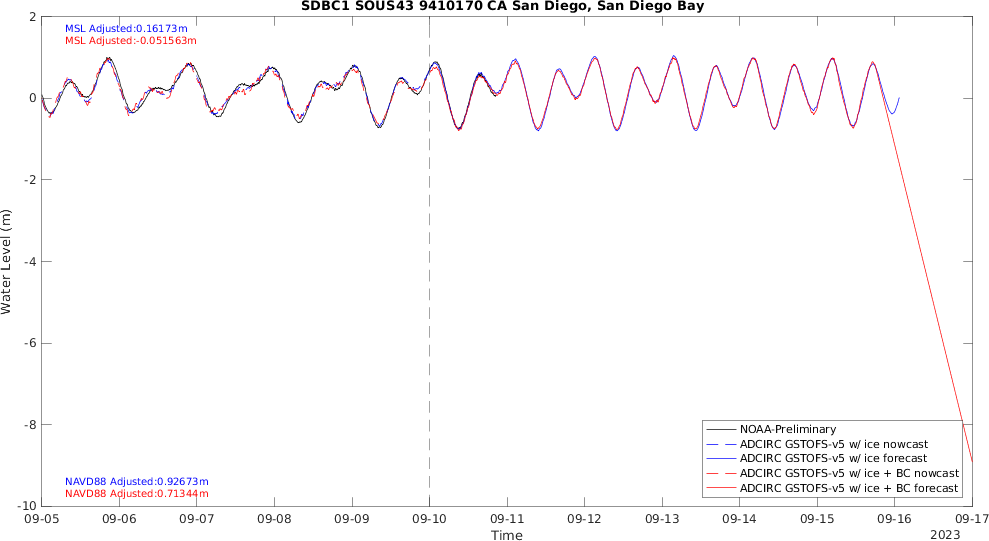 SDBC1 SOUS43 9410170 CA San Diego, San Diego Bay
MSL Adjusted:0.16173m
MSL Adjusted:-0.051563m
2
0
-2
-4
-6
-8
-10
Water Level (m)
NAVD88 Adjusted:0.92673m
NAVD88 Adjusted:0.71344m
NOAA-Preliminary
ADCIRC GSTOFS-v5 w/ ice nowcast
ADCIRC GSTOFS-v5 w/ ice forecast
ADCIRC GSTOFS-v5 w/ ice + BC nowcast
ADCIRC GSTOFS-v5 w/ ice + BC forecast
09-05 09-06 09-07 09-08 09-09 09-10 09-11 09-12 09-13 09-14 09-15 09-16 09-17
Time
2023